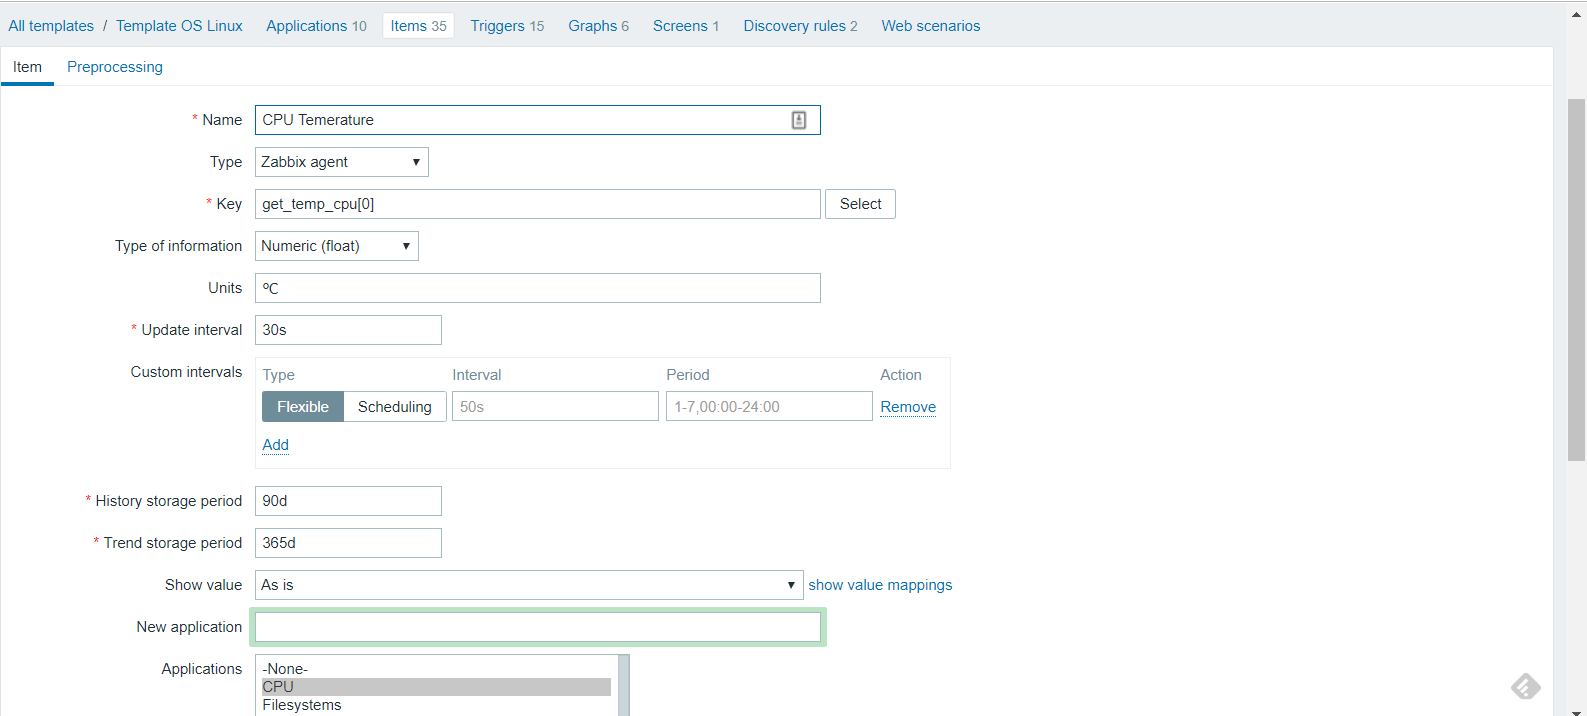 All templates / Template OS Linux Applications 10 Items 35 Triggers 15 Graphs 6 Screens 1 Discovery rules 2 Web scenarios
Item Preprocessing
* Name CPU Temerature
Type Zabbix agent
* Key get_temp_cpu[0] Select
Type of information Numeric (float)
Units ºC
* Update interval 30s
Custom intervals Type Interval Period Action
Flexible Scheduling 50s 1-7,00:00-24:00 Remove
Add
* History storage period 90d
* Trend storage period 365d
Show value As is show value mappings
New application
Applications -None-
CPU
Filesystems